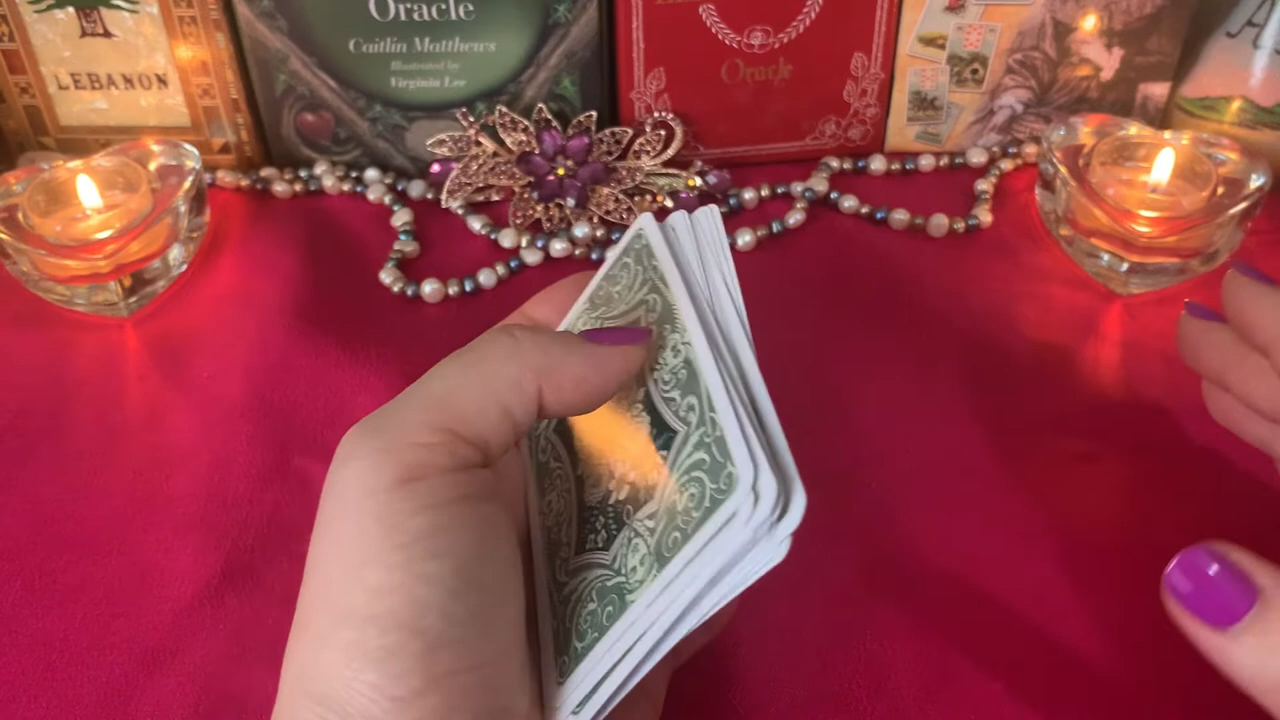 LEBANON
Oracle
Caitlín Matthews
Illustrated by
Virginia Lee
Oracle